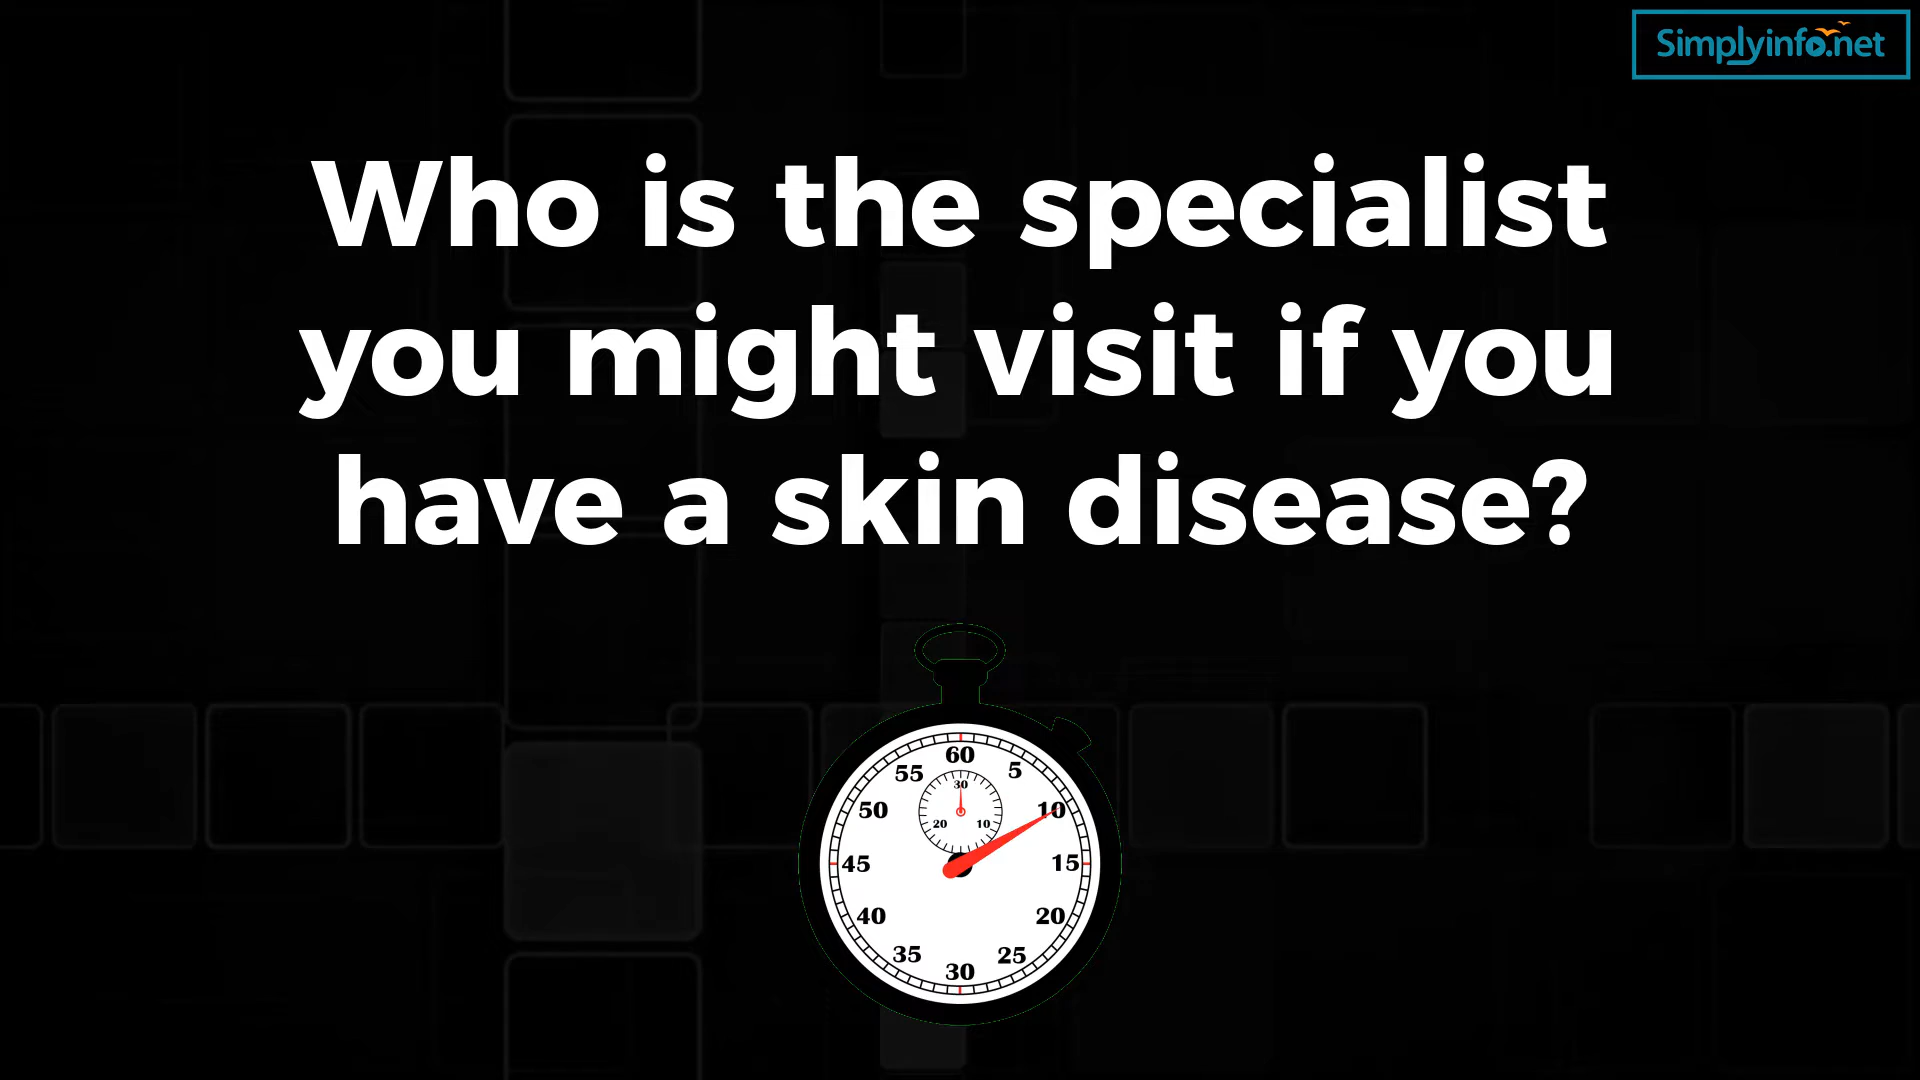 Simplyinfo.net
Who is the specialist
you might visit if you
have a skin disease?
60
55 5
50 10
45 15
40 20
35 25
30
30
20 10